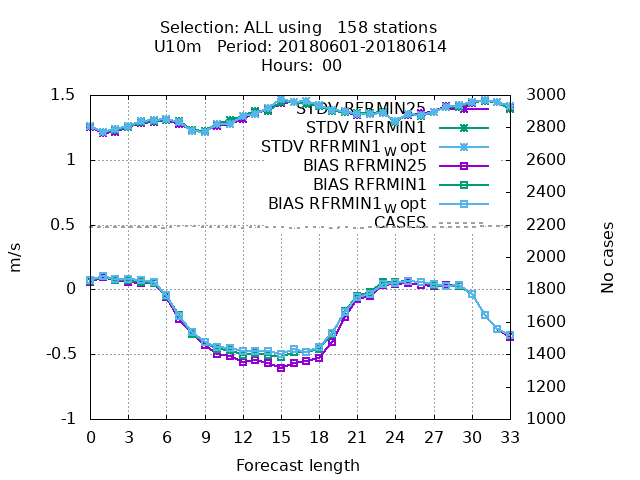 Selection: ALL using 158 stations
U10m Period: 20180601-20180614
Hours: 00
1.5
1
0.5
0
-0.5
-1
m/s
STDV RFRMIN25
STDV RFRMIN1
STDV RFRMIN1w opt
BIAS RFRMIN25
BIAS RFRMIN1
BIAS RFRMIN1w opt
CASES
3000
2800
2600
2400
2200
2000
1800
1600
1400
1200
1000
No cases
0 3 6 9 12 15 18 21 24 27 30 33
Forecast length